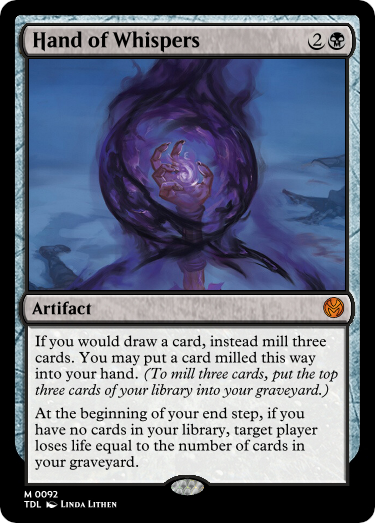 Hand of Whispers 2
Artifact
If you would draw a card, instead mill three
cards. You may put a card milled this way
into your hand. (To mill three cards, put the top
three cards of your library into your graveyard.)
At the beginning of your end step, if you
have no cards in your library, target player
loses life equal to the number of cards in
your graveyard.
M 0092
TDL Linda Lithen